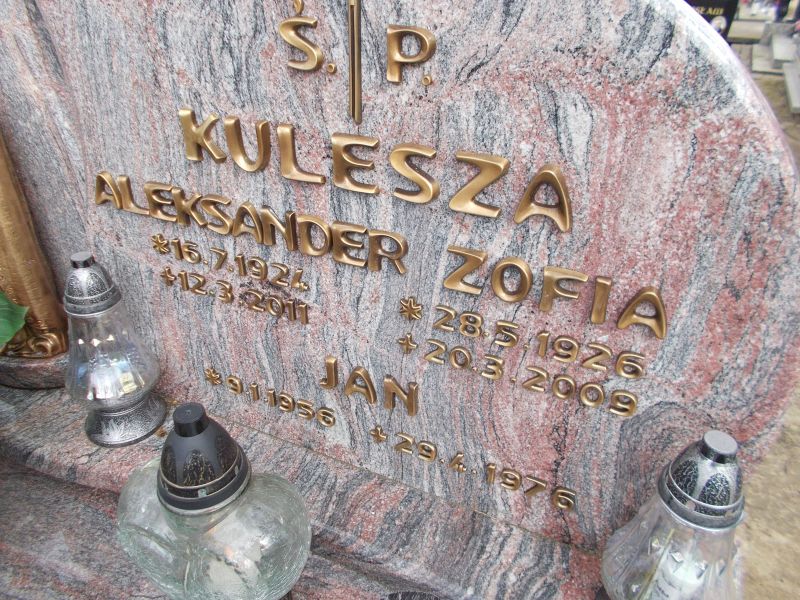 Ś. P.
KULESZA
ALEKSANDER ZOFIA
*16.7.1924 *28.5.1926
+12.3.2011 +20.3.2009
JAN
*9.1.1956 +29.4.1976